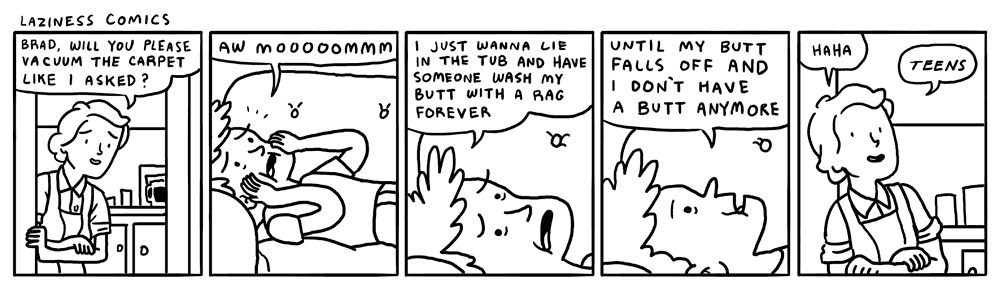 LAZINESS COMICS
BRAD, WILL YOU PLEASE
VACUUM THE CARPET
LIKE I ASKED?
AW MOOOOOMMM
I JUST WANNA LIE
IN THE TUB AND HAVE
SOMEONE WASH MY
BUTT WITH A RAG
FOREVER
UNTIL MY BUTT
FALLS OFF AND
I DON'T HAVE
A BUTT ANYMORE
HAHA
TEENS